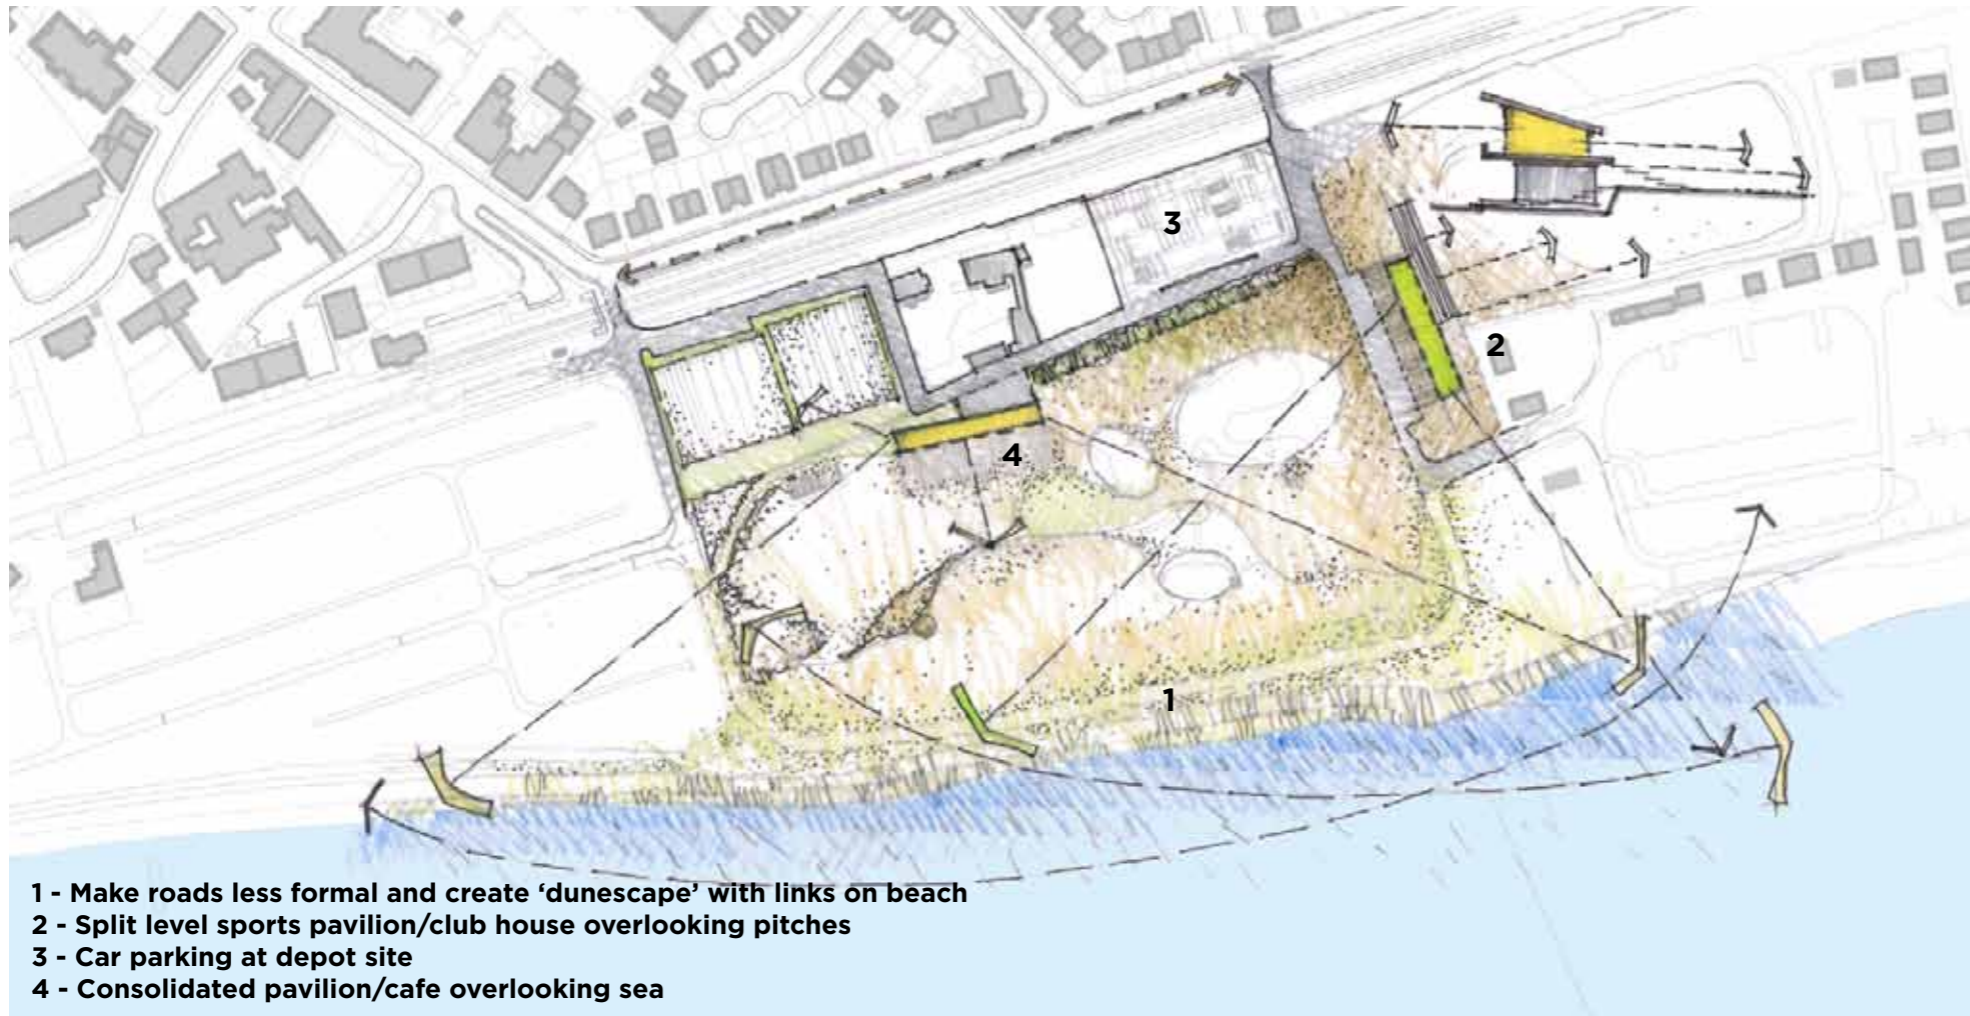 3
2
4
1
1 - Make roads less formal and create ‘dunescape’ with links on beach
2 - Split level sports pavilion/club house overlooking pitches
3 - Car parking at depot site
4 - Consolidated pavilion/cafe overlooking sea